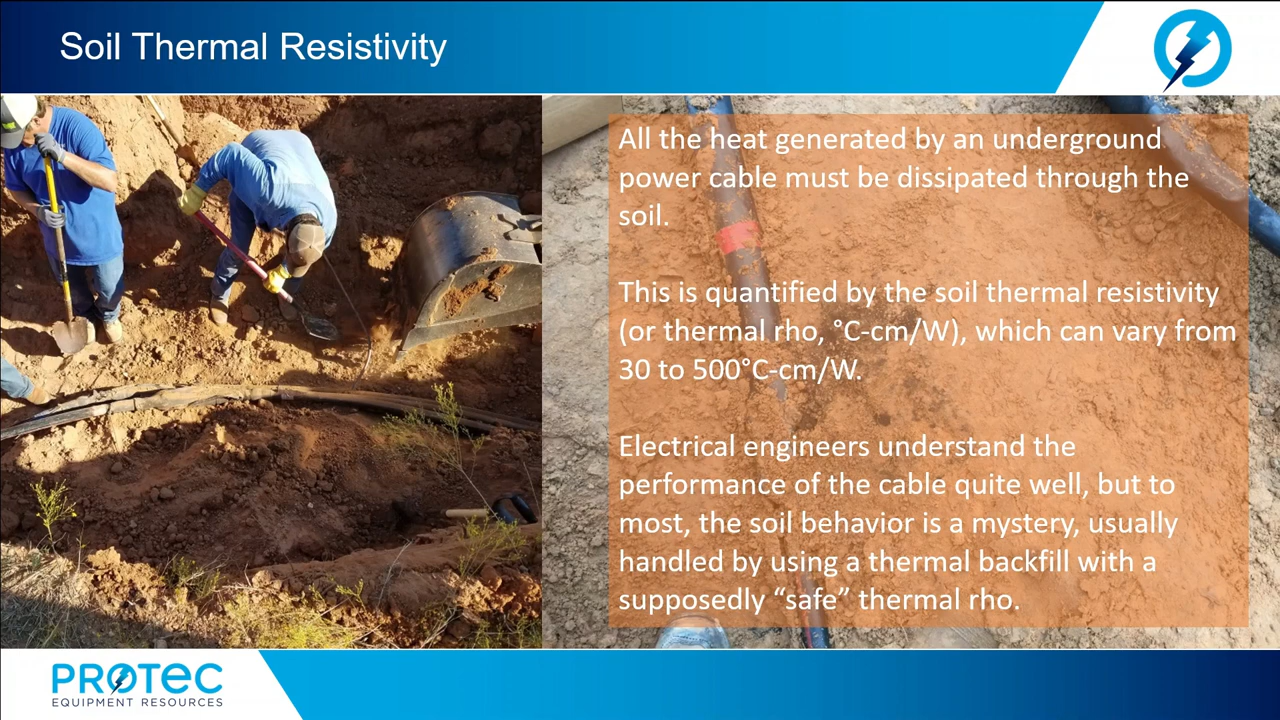 Soil Thermal Resistivity
All the heat generated by an underground
power cable must be dissipated through the
soil.
This is quantified by the soil thermal resistivity
(or thermal rho, °C-cm/W), which can vary from
30 to 500°C-cm/W.
Electrical engineers understand the
performance of the cable quite well, but to
most, the soil behavior is a mystery, usually
handled by using a thermal backfill with a
supposedly “safe” thermal rho.
PROTEC
EQUIPMENT RESOURCES